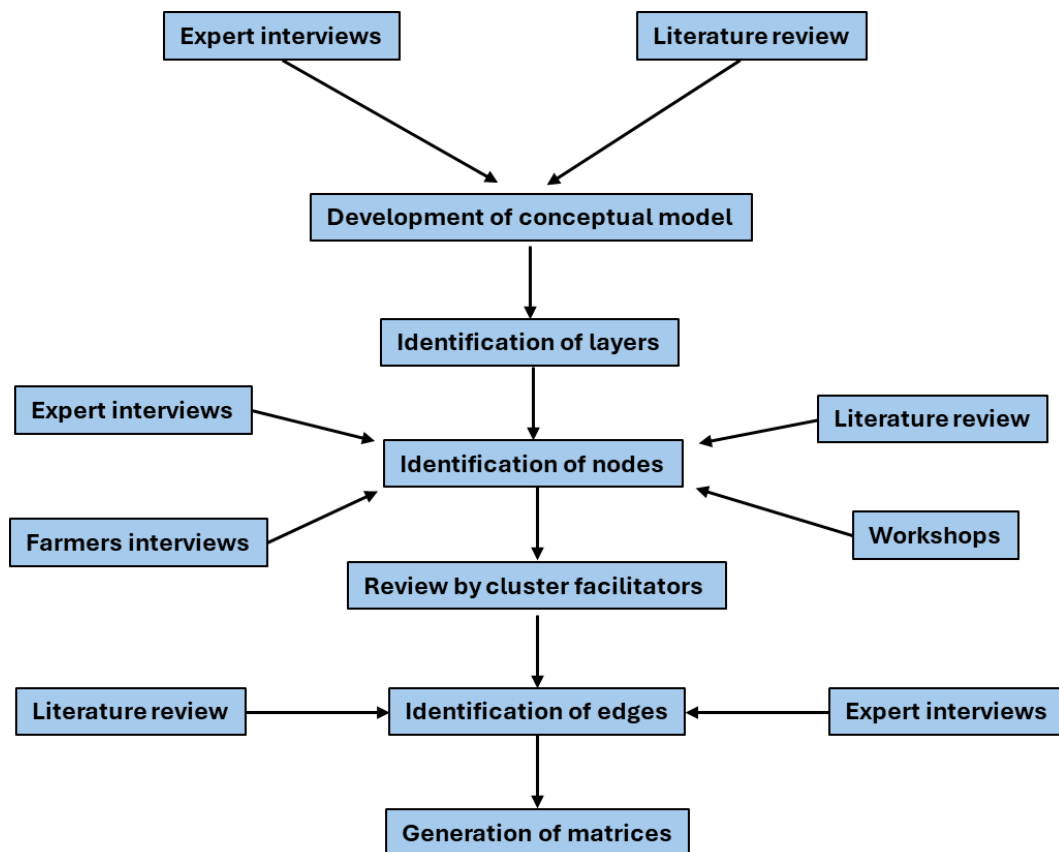 Expert interviews
Literature review
Development of conceptual model
Identification of layers
Expert interviews
Literature review
Identification of nodes
Farmers interviews
Workshops
Review by cluster facilitators
Literature review
Identification of edges
Expert interviews
Generation of matrices